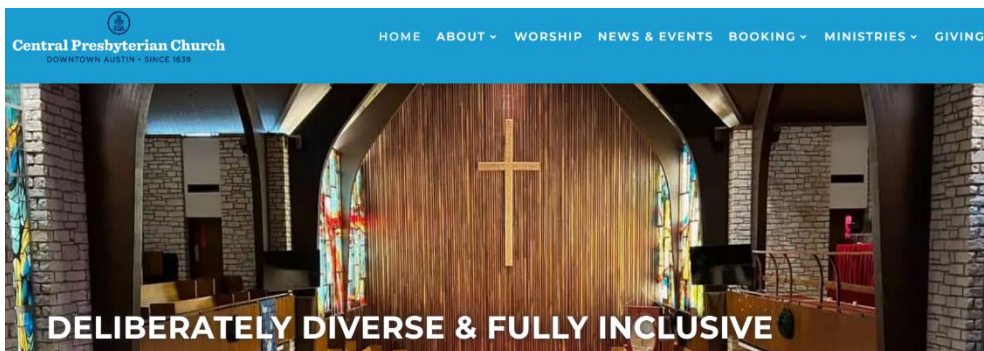 Central Presbyterian Church
DOWNTOWN AUSTIN • SINCE 1839
HOME ABOUT WORSHIP NEWS & EVENTS BOOKING MINISTRIES GIVING
DELIBERATELY DIVERSE & FULLY INCLUSIVE